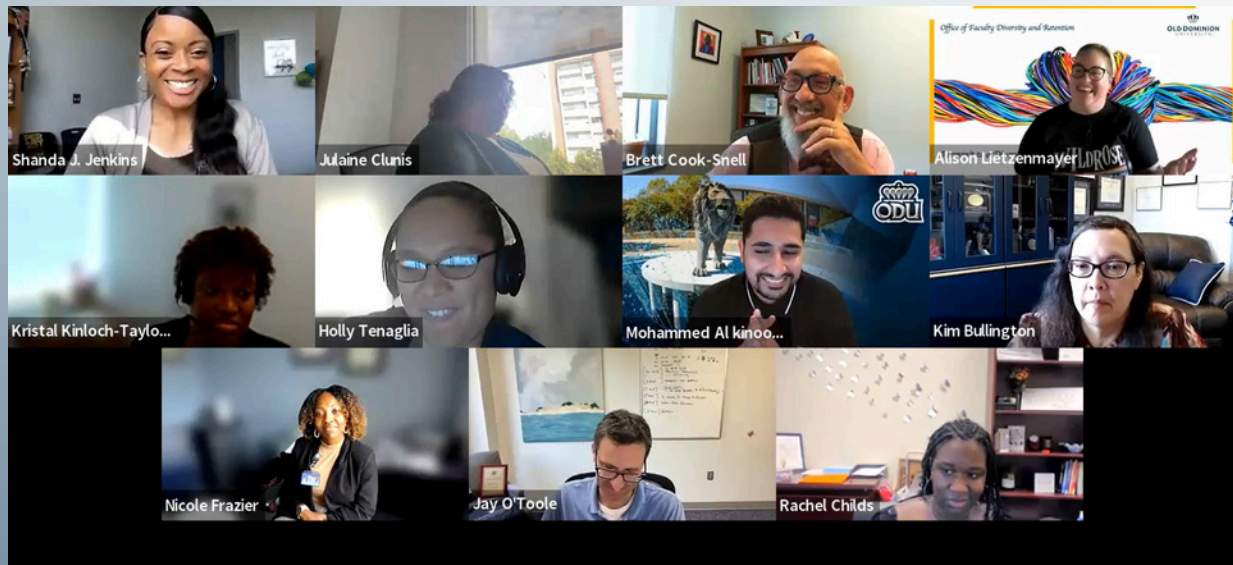 Office of Faculty Diversity and Retention
OLD DOMINION
UNIVERSITY
Shanda J. Jenkins
Julaine Clunis
Brett Cook-Snell
WILDROSE
Alison Lietzenmayer
ODU
Kristal Kinloch-Taylo...
Holly Tenaglia
Mohammed Al kinoo...
Kim Bullington
Nicole Frazier
Jay O'Toole
Rachel Childs